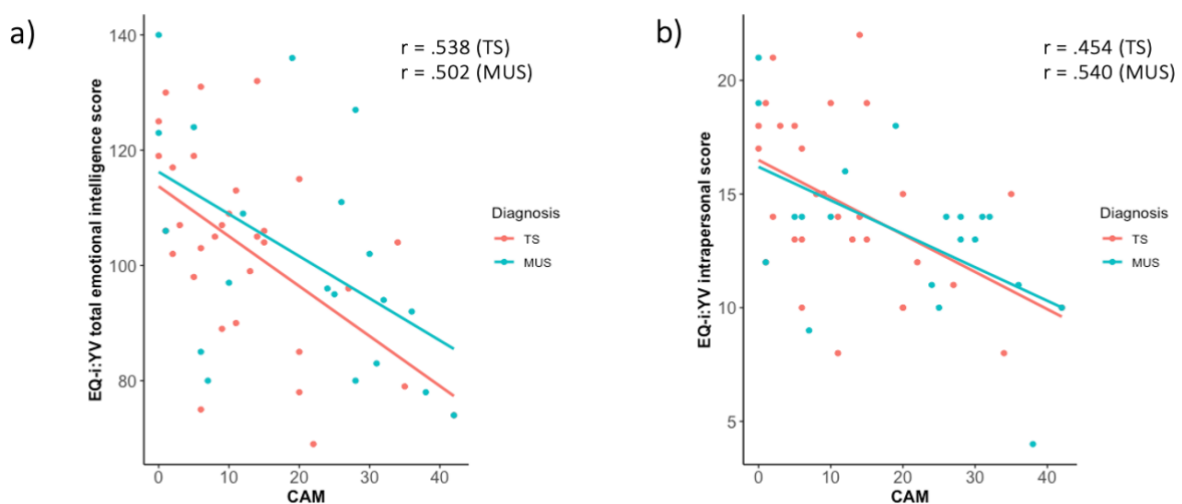 a)
r = .538 (TS)
r = .502 (MUS)
EQ-i:YV total emotional intelligence score
140
120
100
80
0
10
20
30
40
CAM
Diagnosis
TS
MUS
b)
r = .454 (TS)
r = .540 (MUS)
EQ-i:YV intrapersonal score
20
15
10
5
0
10
20
30
40
CAM
Diagnosis
TS
MUS